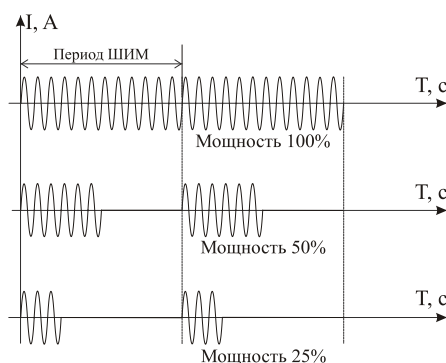 I, A
Период ШИМ
T, c
Мощность 100%
T, c
Мощность 50%
T, c
Мощность 25%